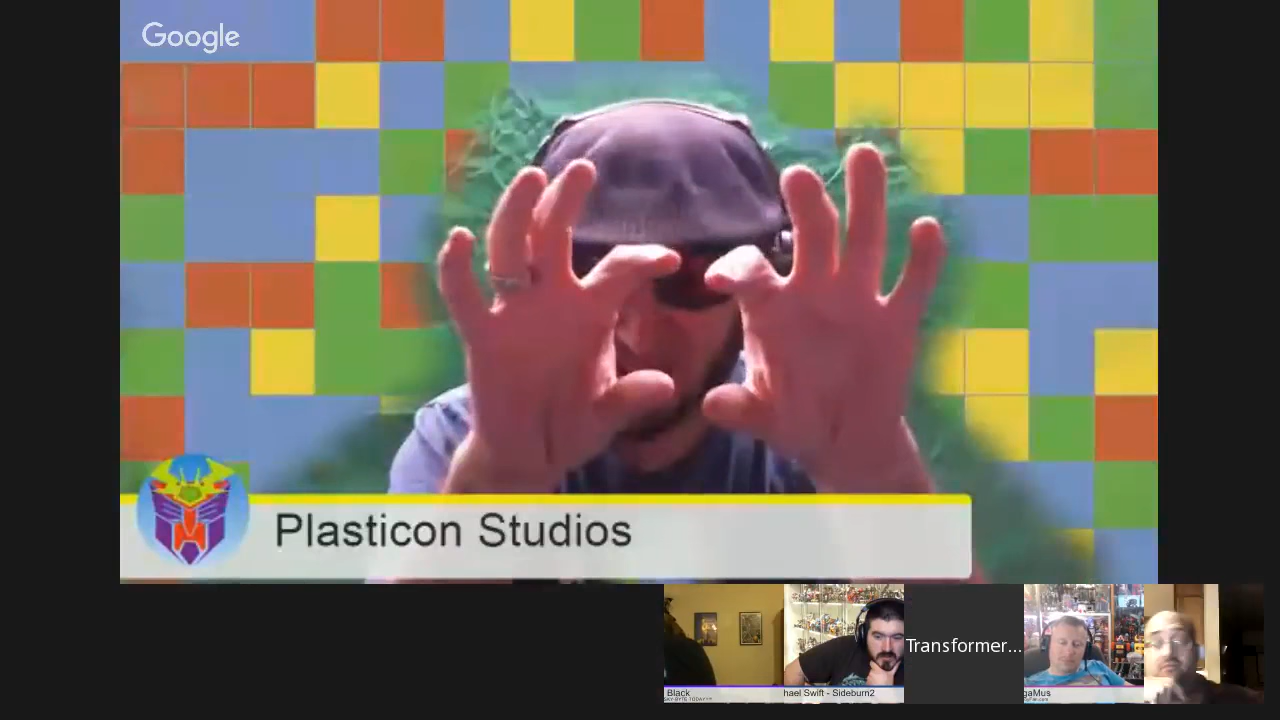 Google
Plasticon Studios
Transformer...
Black
hael Swift - Sideburn2
gaMus